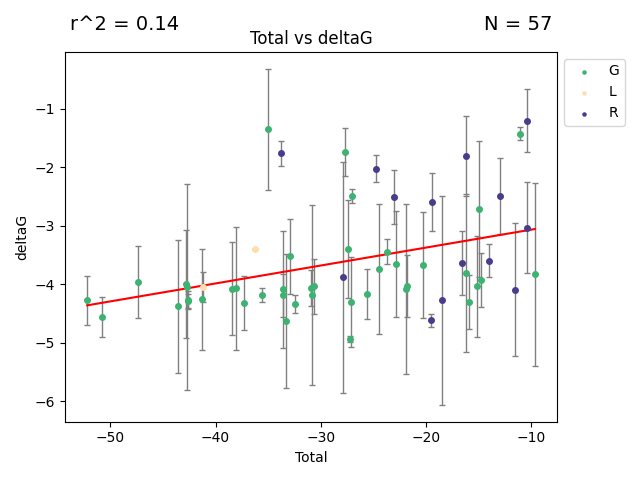 r^2 = 0.14 N = 57
Total vs deltaG
G
L
R
−1
−2
−3
−4
−5
−6
deltaG
−50 −40 −30 −20 −10
Total